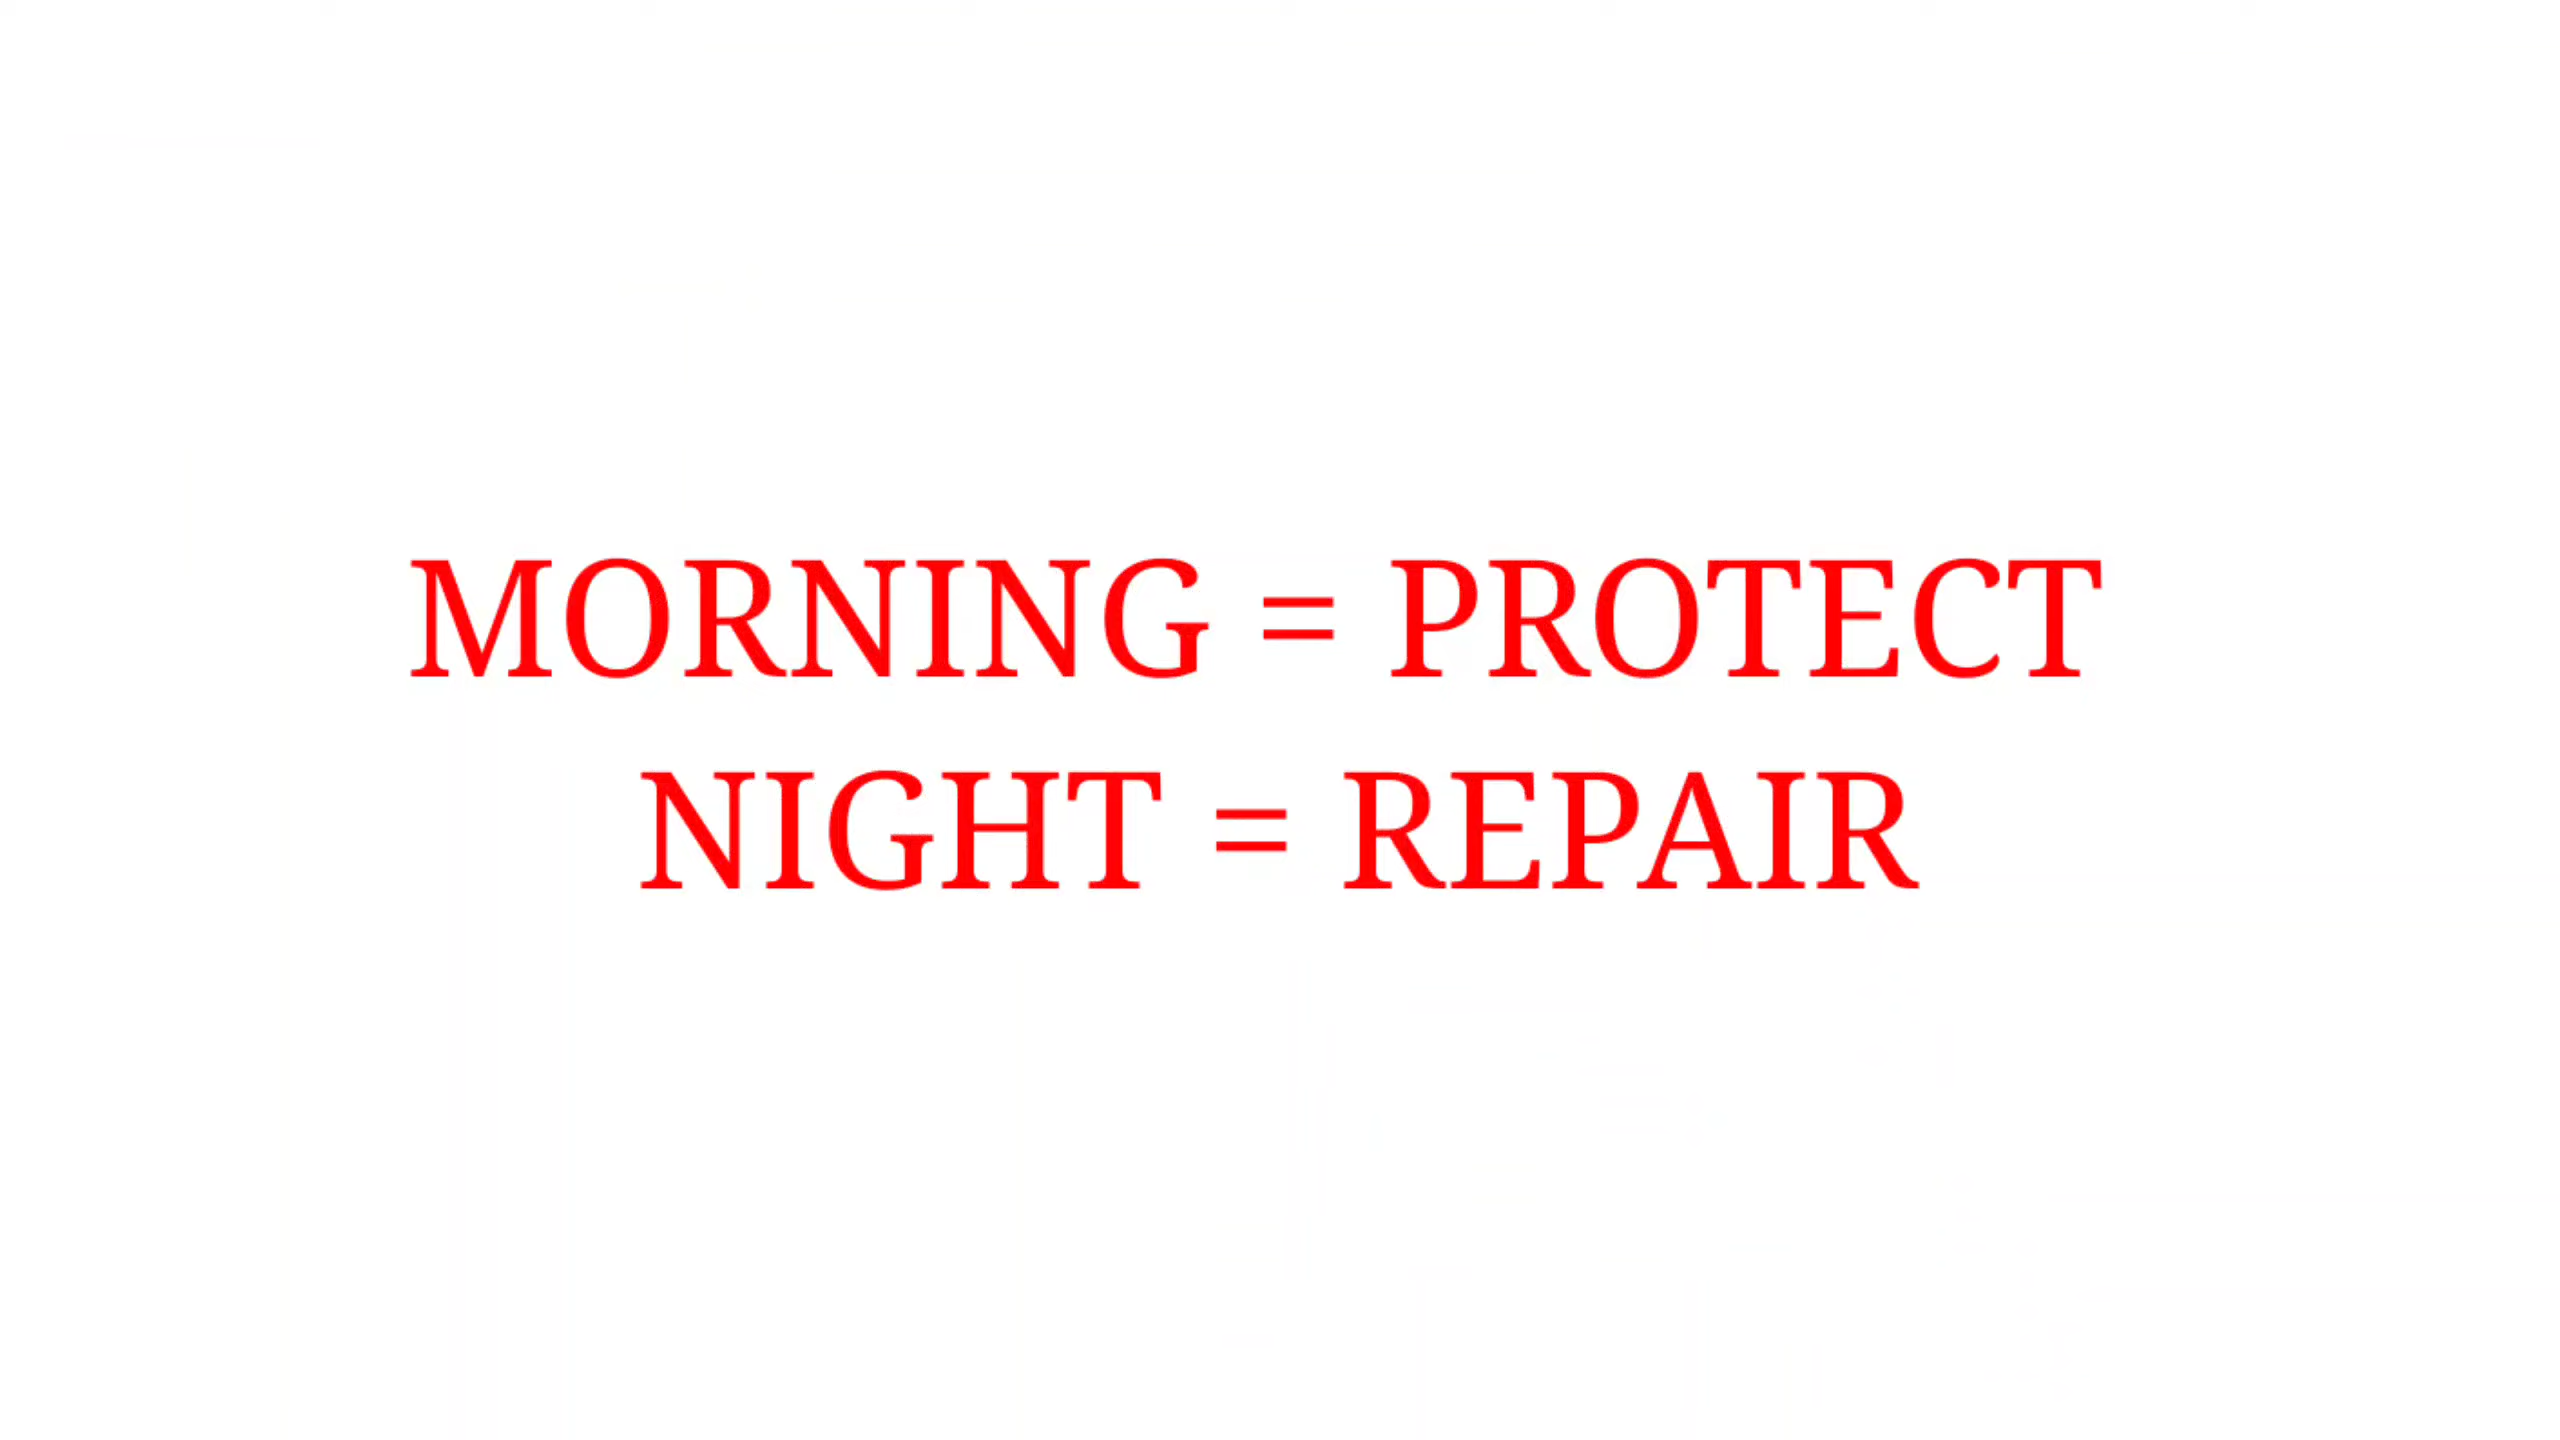 MORNING = PROTECT
NIGHT = REPAIR